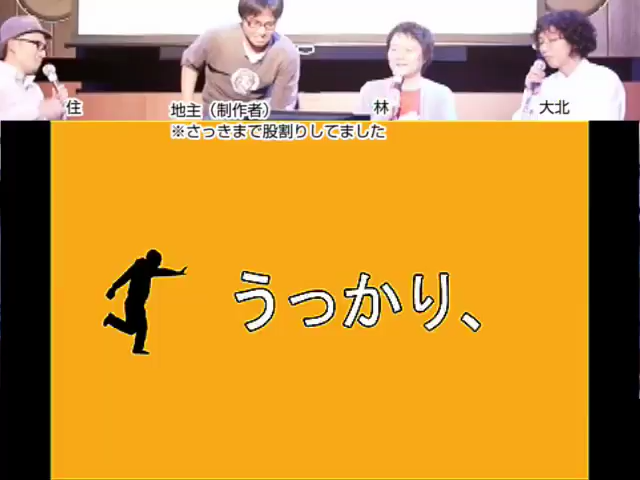 住
地主（制作者）
林
大北
※さっきまで股割りしてました
うっかり、